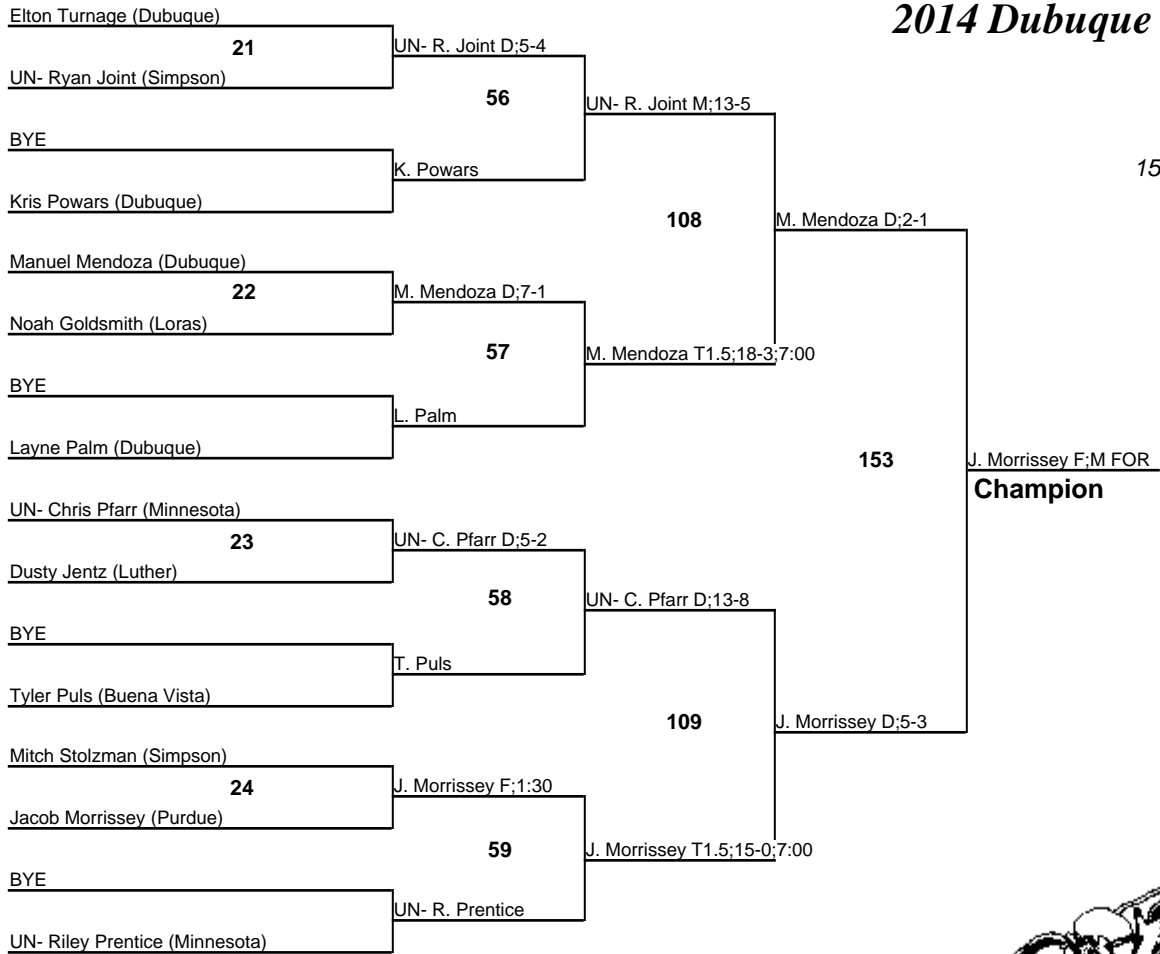 2014 Dubuque
15
Elton Turnage (Dubuque)
21
UN- Ryan Joint (Simpson)
UN- R. Joint D;5-4
56
BYE
K. Powars
Kris Powars (Dubuque)
UN- R. Joint M;13-5
108
Manuel Mendoza (Dubuque)
22
Noah Goldsmith (Loras)
M. Mendoza D;7-1
57
BYE
L. Palm
Layne Palm (Dubuque)
M. Mendoza T1.5;18-3;7:00
M. Mendoza D;2-1
153
UN- Chris Pfarr (Minnesota)
23
Dusty Jentz (Luther)
UN- C. Pfarr D;5-2
58
BYE
T. Puls
Tyler Puls (Buena Vista)
UN- C. Pfarr D;13-8
109
Mitch Stolzman (Simpson)
24
Jacob Morrissey (Purdue)
J. Morrissey F;1:30
59
BYE
UN- R. Prentice
UN- Riley Prentice (Minnesota)
J. Morrissey T1.5;15-0;7:00
J. Morrissey D;5-3
J. Morrissey F;M FOR
Champion